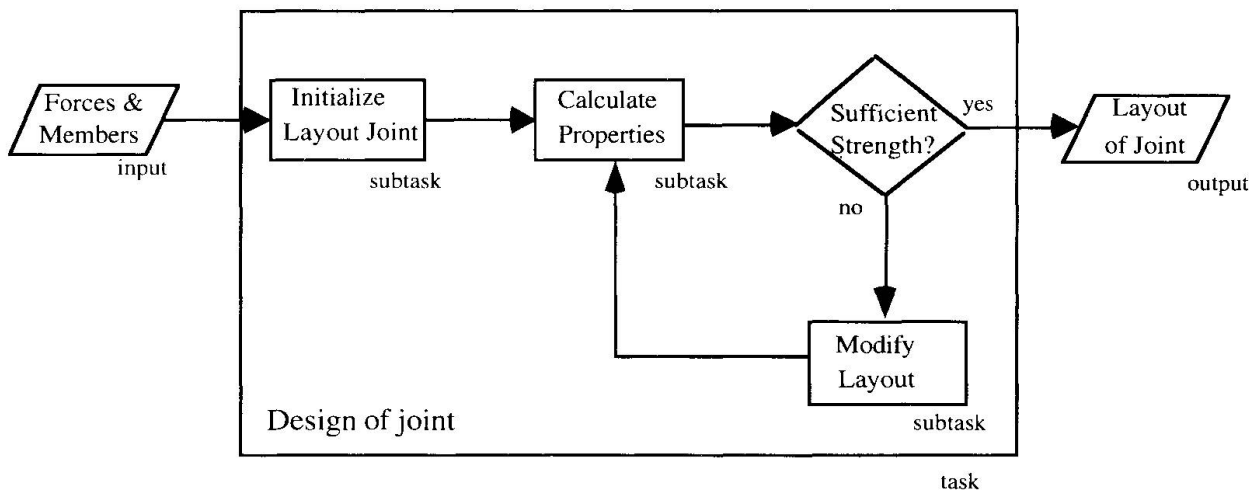 Forces &
Members
input
Initialize
Layout Joint
subtask
Calculate
Properties
subtask
Sufficient
Strength?
yes
no
Layout
of Joint
output
Modify
Layout
subtask
Design of joint
task